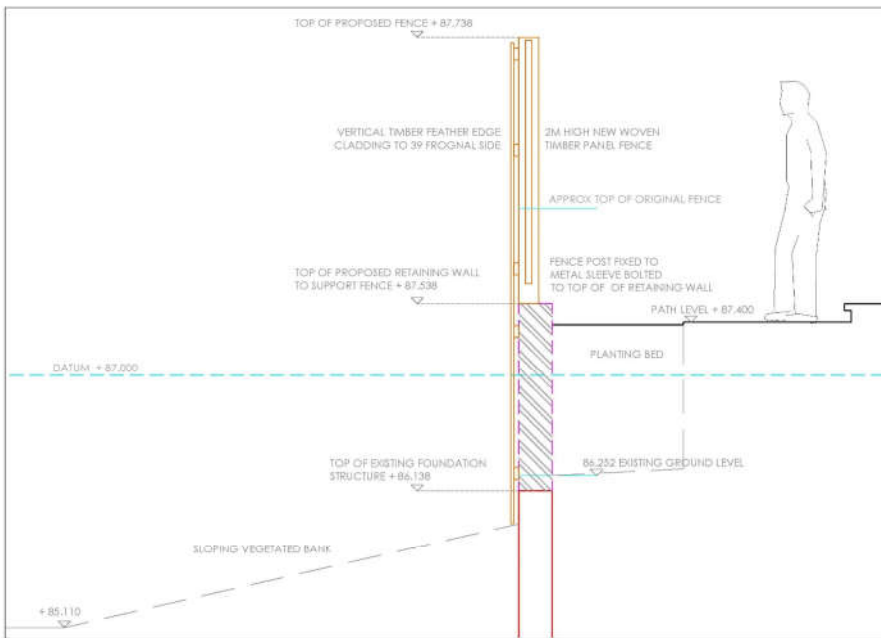 TOP OF PROPOSED FENCE + 87.738
VERTICAL TIMBER FEATHER EDGE
CLADDING TO 39 FROGNAL SIDE
2M HIGH NEW WOVEN
TIMBER PANEL FENCE
APPROX TOP OF ORIGINAL FENCE
TOP OF PROPOSED RETAINING WALL
TO SUPPORT FENCE + 87.538
FENCE POST FIXED TO
METAL SLEEVE BOLTED
TO TOP OF OF RETAINING WALL
PATH LEVEL + 87.400
PLANTING BED
DATUM + 87.000
TOP OF EXISTING FOUNDATION
STRUCTURE + 86.138
86.252 EXISTING GROUND LEVEL
SLOPING VEGETATED BANK
+ 85.110